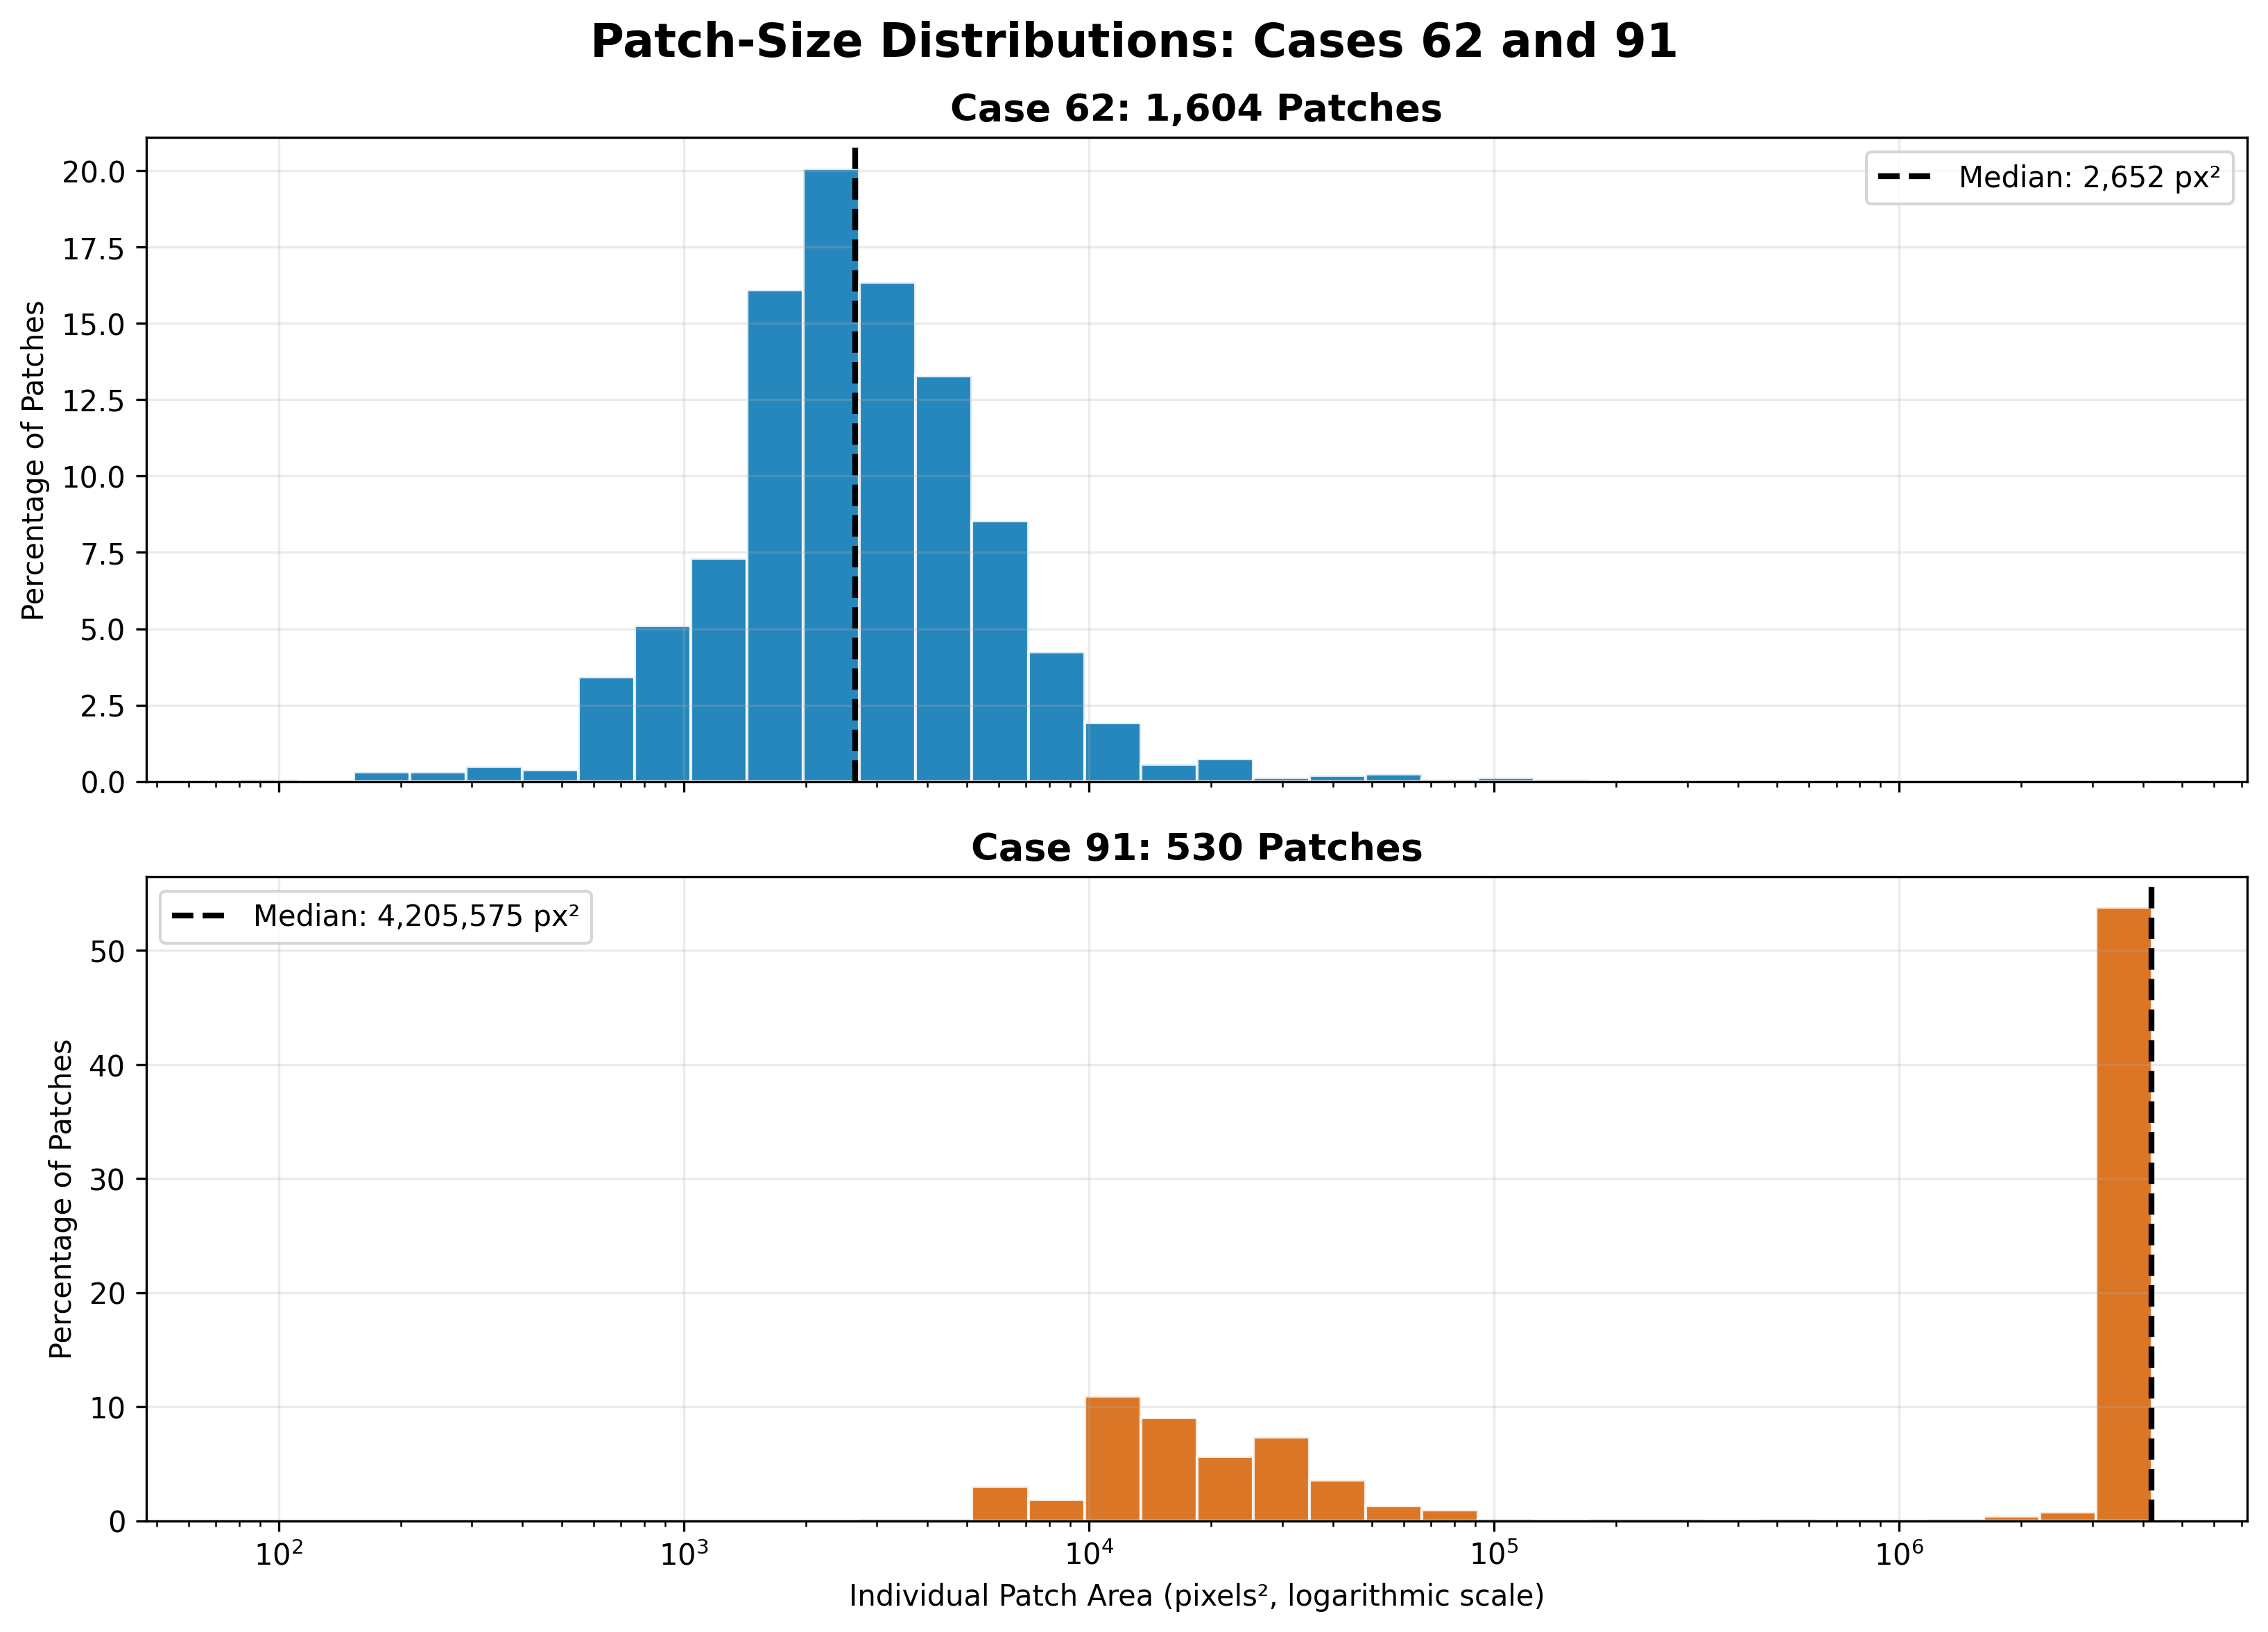 Patch-Size Distributions: Cases 62 and 91
Case 62: 1,604 Patches
Percentage of Patches
20.0
17.5
15.0
12.5
10.0
7.5
5.0
2.5
0.0
Median: 2,652 px²
Case 91: 530 Patches
Percentage of Patches
50
40
30
20
10
0
Median: 4,205,575 px²
10² 10³ 10⁴ 10⁵ 10⁶
Individual Patch Area (pixels², logarithmic scale)